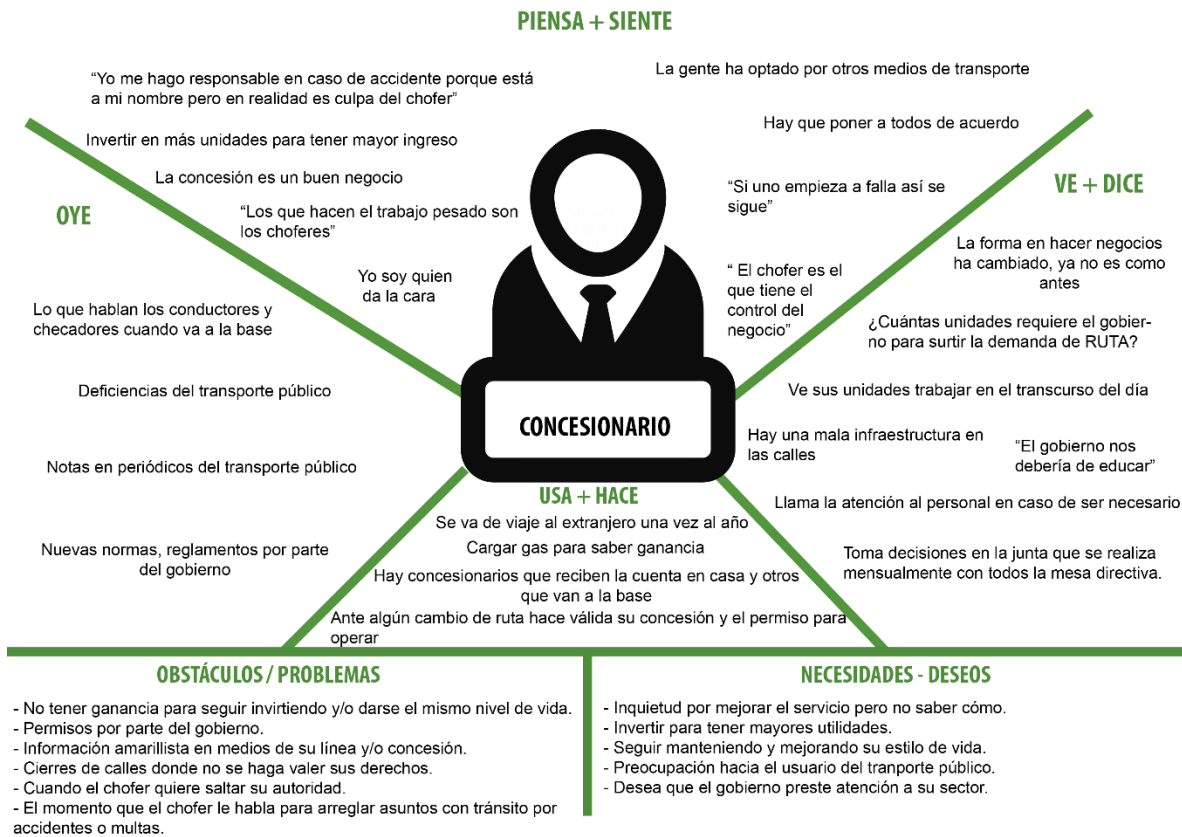 PIENSA + SIENTE
“Yo me hago responsable en caso de accidente porque está
a mi nombre pero en realidad es culpa del chofer”
Invertir en más unidades para tener mayor ingreso
La concesión es un buen negocio
“Los que hacen el trabajo pesado son
los choferes”
Yo soy quien
da la cara
La gente ha optado por otros medios de transporte
Hay que poner a todos de acuerdo
“Si uno empieza a falla así se
sigue”
“ El chofer es el
que tiene el
control del
negocio”
OYE
Lo que hablan los conductores y
checadores cuando va a la base
Deficiencias del transporte público
Notas en periódicos del transporte público
Nuevas normas, reglamentos por parte
del gobierno
CONCESIONARIO
VE + DICE
La forma en hacer negocios
ha cambiado, ya no es como
antes
¿Cuántas unidades requiere el gobier-
no para surtir la demanda de RUTA?
Ve sus unidades trabajar en el transcurso del día
Hay una mala infraestructura en
las calles
“El gobierno nos
debería de educar”
Llama la atención al personal en caso de ser necesario
Toma decisiones en la junta que se realiza
mensualmente con todos la mesa directiva.
USA + HACE
Se va de viaje al extranjero una vez al año
Cargar gas para saber ganancia
Hay concesionarios que reciben la cuenta en casa y otros
que van a la base
Ante algún cambio de ruta hace válida su concesión y el permiso para
operar
OBSTÁCULOS / PROBLEMAS
- No tener ganancia para seguir invirtiendo y/o darse el mismo nivel de vida.
- Permisos por parte del gobierno.
- Información amarillista en medios de su línea y/o concesión.
- Cierres de calles donde no se haga valer sus derechos.
- Cuando el chofer quiere saltar su autoridad.
- El momento que el chofer le habla para arreglar asuntos con tránsito por
accidentes o multas.
NECESIDADES - DESEOS
- Inquietud por mejorar el servicio pero no saber cómo.
- Invertir para tener mayores utilidades.
- Seguir manteniendo y mejorando su estilo de vida.
- Preocupación hacia el usuario del tranporte público.
- Desea que el gobierno preste atención a su sector.